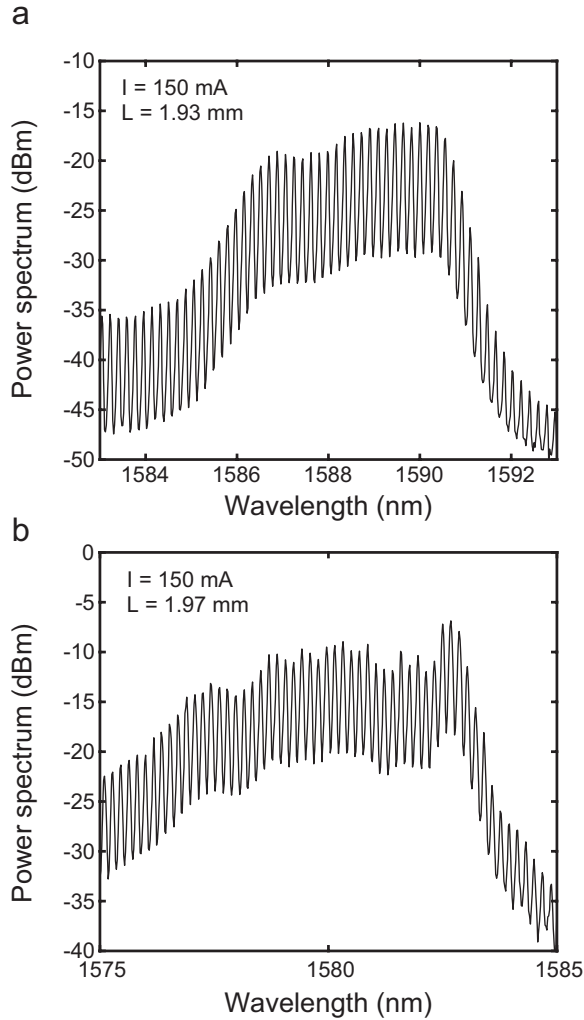 a
-10
I = 150 mA
L = 1.93 mm
-15
-20
-25
-30
-35
-40
-45
-50
Power spectrum (dBm)
1584 1586 1588 1590 1592
Wavelength (nm)
b
0
I = 150 mA
L = 1.97 mm
-5
-10
-15
-20
-25
-30
-35
-40
Power spectrum (dBm)
1575 1580 1585
Wavelength (nm)